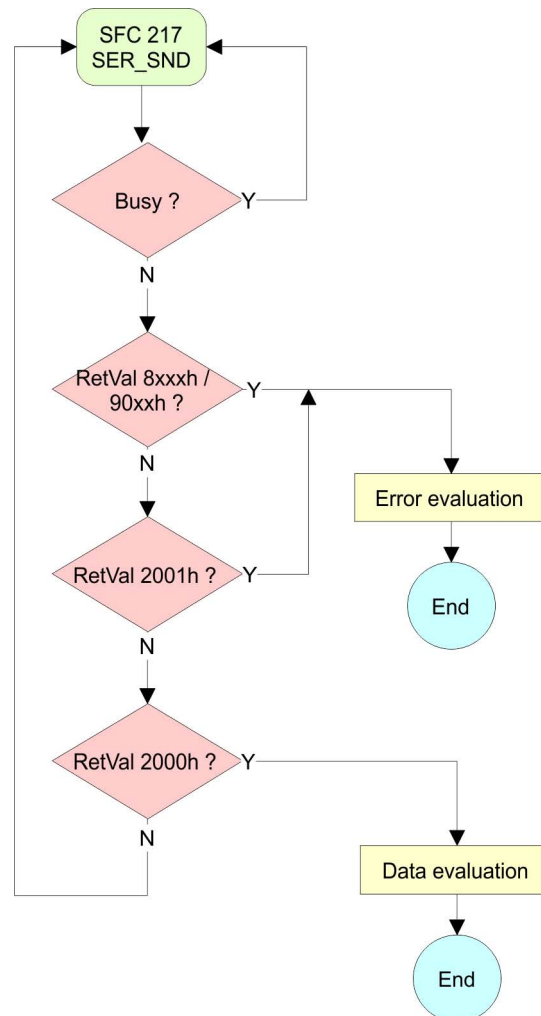 SFC 217
SER_SND
Busy ?
Y
N
RetVal 8xxxh /
90xxh ?
Y
N
Error evaluation
RetVal 2001h ?
Y
End
N
RetVal 2000h ?
Y
N
Data evaluation
End